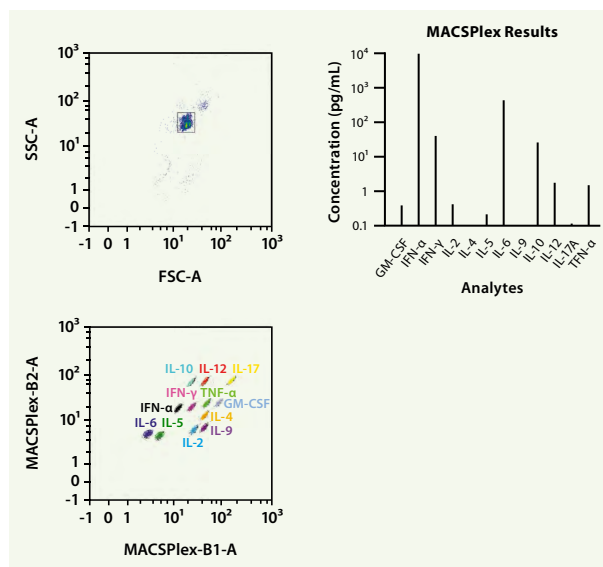 10³
10²
10¹
1
0
-1
-1 0 1 10¹ 10² 10³
SSC-A
FSC-A
MACSPlex Results
10⁴
10³
10²
10¹
1
0.1
Concentration (pg/mL)
GM-CSF IFN-α IFN-γ IL-2 IL-4 IL-5 IL-6 IL-9 IL-10 IL-12 IL-17A TFN-α
Analytes
10³
10²
10¹
1
0
-1
-1 0 1 10¹ 10² 10³
MACSPlex-B2-A
IL-10 IL-12 IL-17
IFN-γ TNF-α
IFN-α GM-CSF
IL-4
IL-6 IL-5 IL-9
IL-2
MACSPlex-B1-A